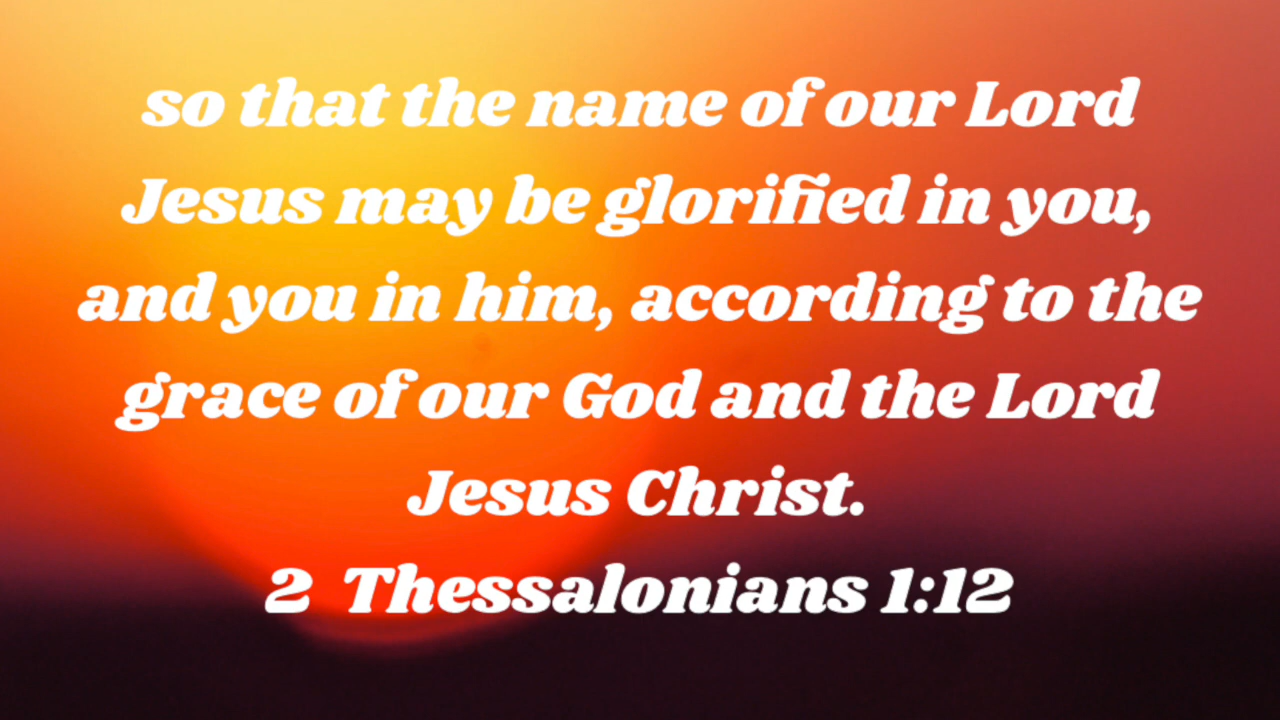 so that the name of our Lord
Jesus may be glorified in you,
and you in him, according to the
grace of our God and the Lord
Jesus Christ.
2 Thessalonians 1:12